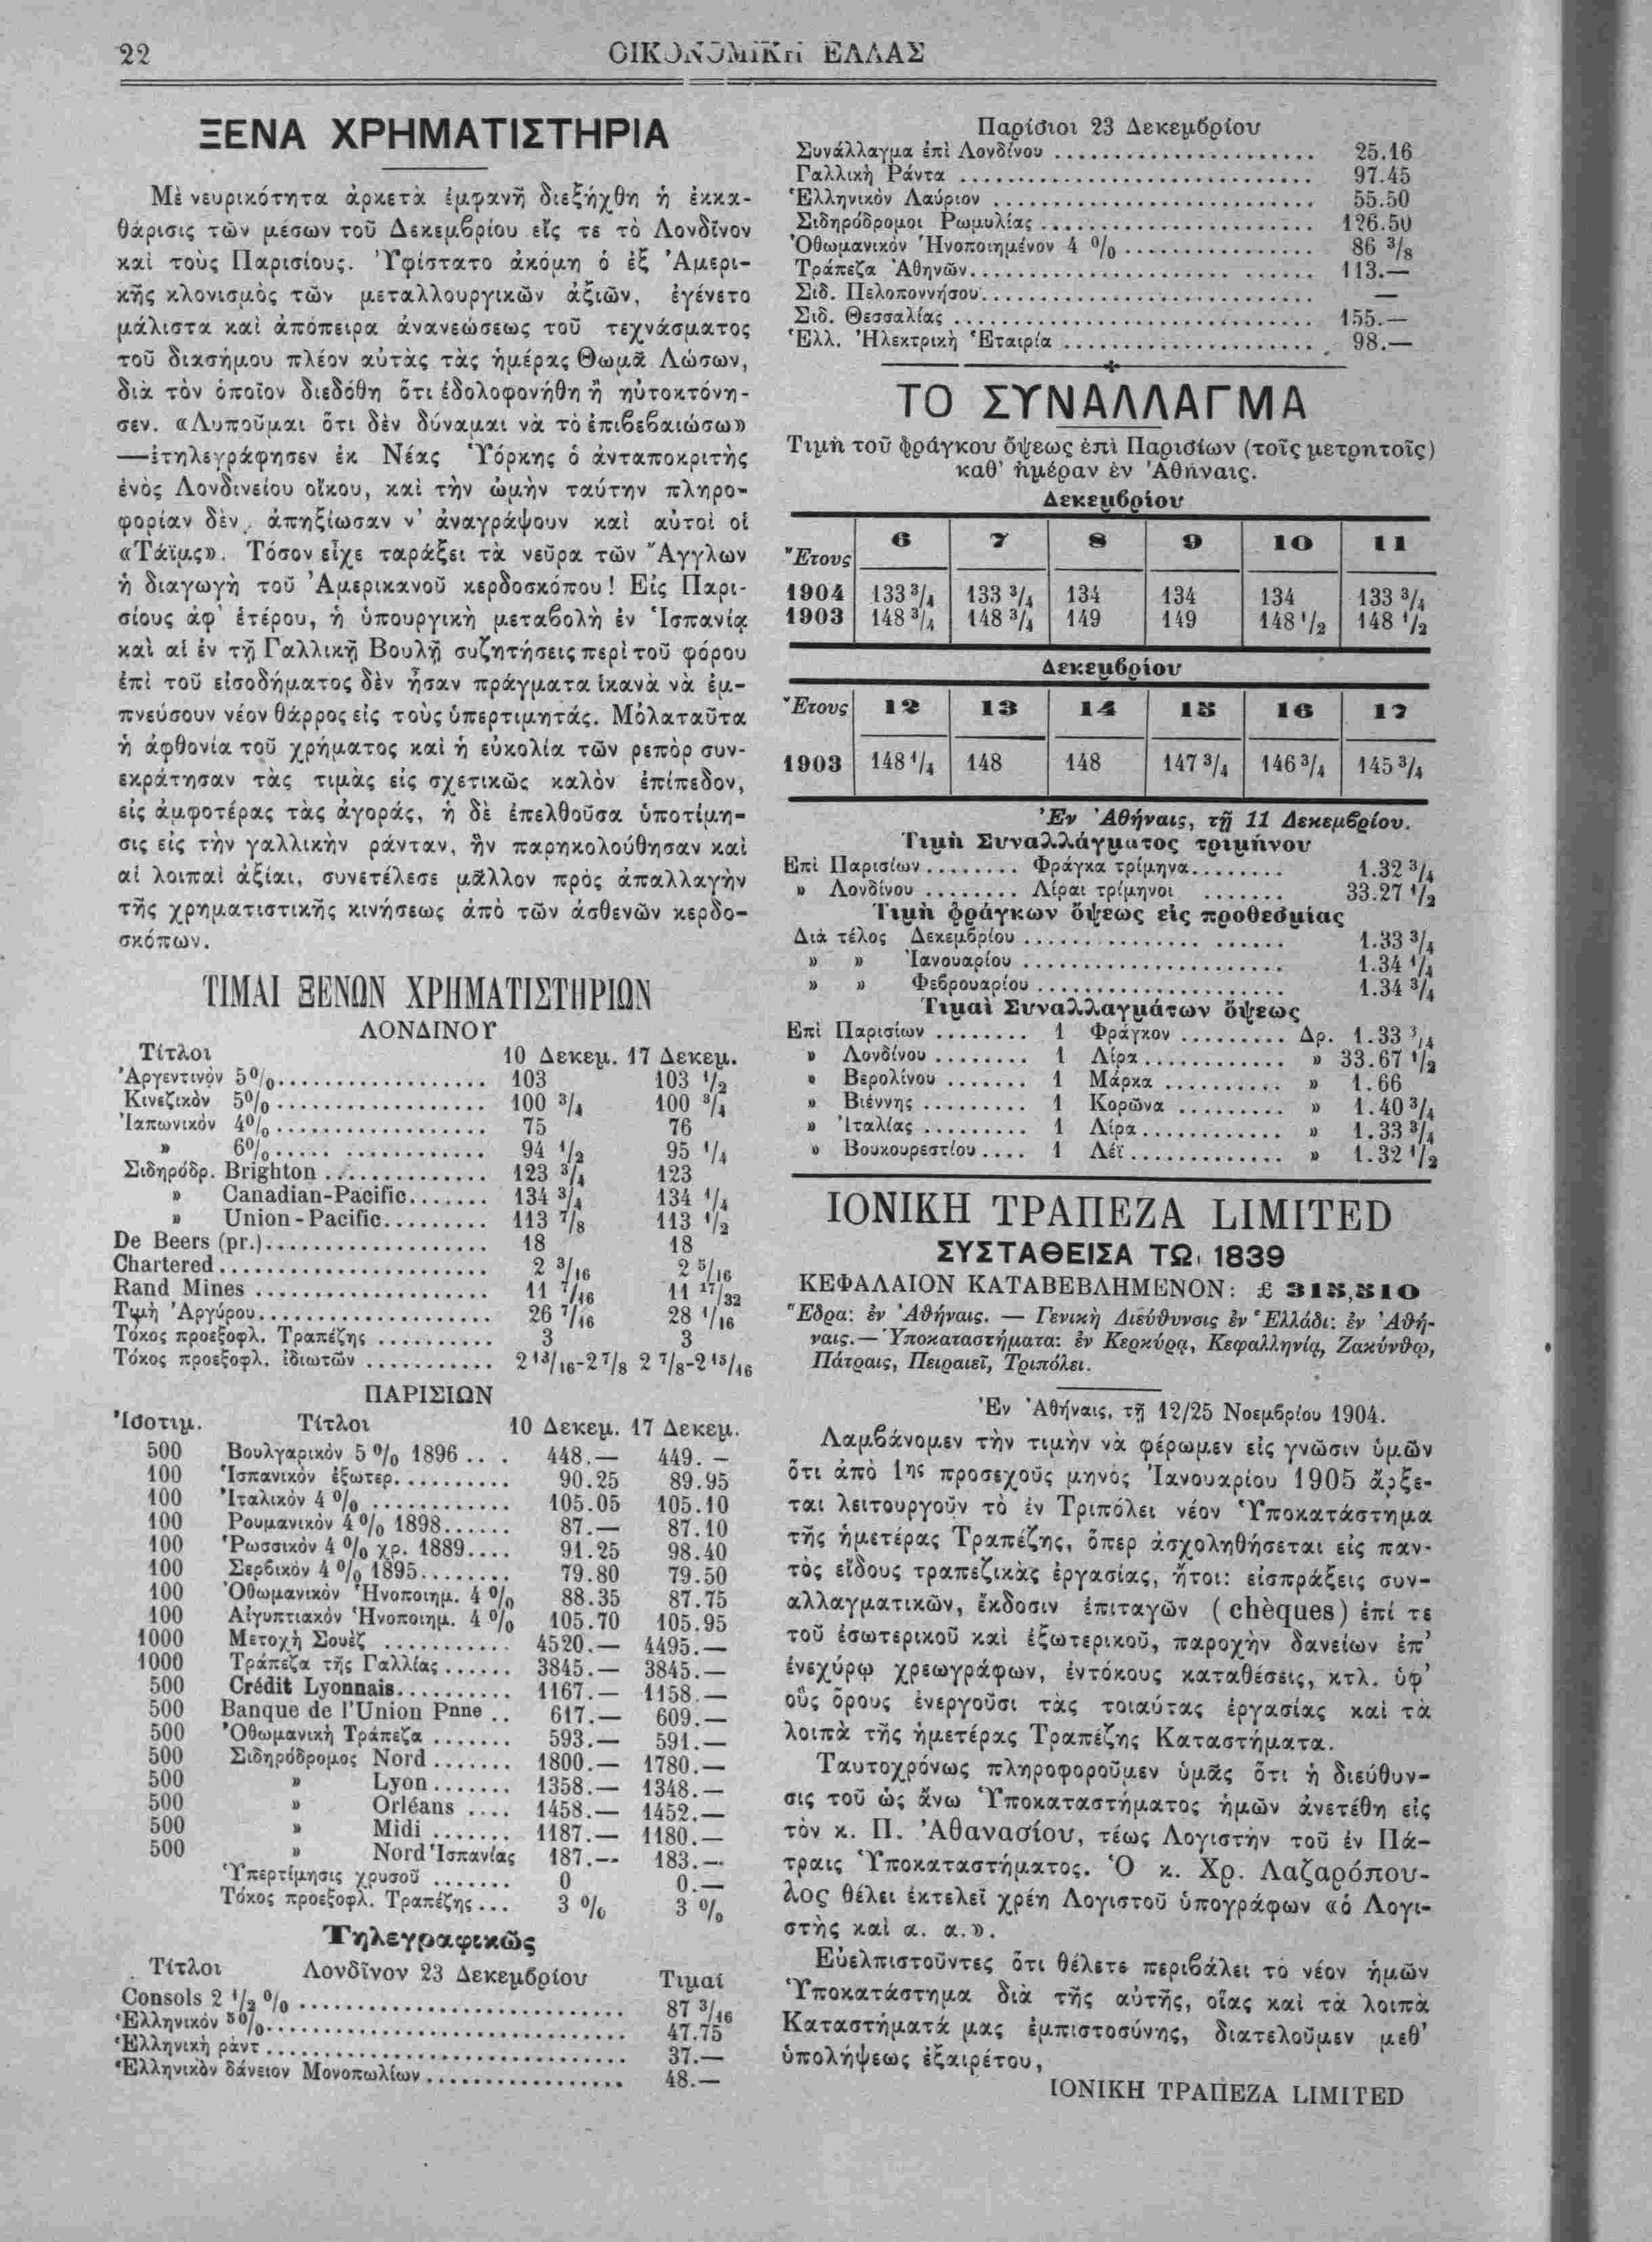 22
ΟΙΚΟΝΟΜΙΚΗ ΕΛΛΑΣ
ΞΕΝΑ ΧΡΗΜΑΤΙΣΤΗΡΙΑ
Μὲ νευρικότητα ἀρκετὰ ἐμφανῆ διεξήχθη ἡ ἐκκα-
θάρισις τῶν μέσων τοῦ Δεκεμβρίου εἴς τε τὸ Λονδῖνον
καὶ τοὺς Παρισίους. Ὑφίστατο ἀκόμη ὁ ἐξ Ἀμερι-
κῆς κλονισμὸς τῶν μεταλλουργικῶν ἀξιῶν, ἐγένετο
μάλιστα καὶ ἀπόπειρα ἀνανεώσεως τοῦ τεχνάσματος
τοῦ διασήμου πλέον αὐτὰς τὰς ἡμέρας Θωμᾶ Λώσων,
διὰ τὸν ὁποῖον διεδόθη ὅτι ἐδολοφονήθη ἢ ηὐτοκτόνη-
σεν. «Λυποῦμαι ὅτι δὲν δύναμαι νὰ τὸ ἐπιβεβαιώσω»
—ἐτηλεγράφησεν ἐκ Νέας Ὑόρκης ὁ ἀνταποκριτὴς
ἑνὸς Λονδινείου οἴκου, καὶ τὴν ὠμὴν ταύτην πληρο-
φορίαν δὲν ἀπηξίωσαν ν' ἀναγράψουν καὶ αὐτοὶ οἱ
«Τάϊμς». Τόσον εἶχε ταράξει τὰ νεῦρα τῶν Ἄγγλων
ἡ διαγωγὴ τοῦ Ἀμερικανοῦ κερδοσκόπου! Εἰς Παρι-
σίους ἀφ' ἑτέρου, ἡ ὑπουργικὴ μεταβολὴ ἐν Ἱσπανίᾳ
καὶ αἱ ἐν τῇ Γαλλικῇ Βουλῇ συζητήσεις περὶ τοῦ φόρου
ἐπὶ τοῦ εἰσοδήματος δὲν ἦσαν πράγματα ἱκανὰ νὰ ἐμ-
πνεύσουν νέον θάρρος εἰς τοὺς ὑπερτιμητάς. Μόλαταῦτα
ἡ ἀφθονία τοῦ χρήματος καὶ ἡ εὐκολία τῶν ρεπὸρ συν-
εκράτησαν τὰς τιμὰς εἰς σχετικῶς καλὸν ἐπίπεδον,
εἰς ἀμφοτέρας τὰς ἀγοράς, ἡ δὲ ἐπελθοῦσα ὑποτίμη-
σις εἰς τὴν γαλλικὴν ράνταν, ἣν παρηκολούθησαν καὶ
αἱ λοιπαὶ ἀξίαι, συνετέλεσε μᾶλλον πρὸς ἀπαλλαγὴν
τῆς χρηματιστικῆς κινήσεως ἀπὸ τῶν ἀσθενῶν κερδο-
σκόπων.
ΤΙΜΑΙ ΞΕΝΩΝ ΧΡΗΜΑΤΙΣΤΗΡΙΩΝ
ΛΟΝΔΙΝΟΥ
Τίτλοι 10 Δεκεμ. 17 Δεκεμ.
Ἀργεντινὸν 5%.................. 103 103 1/2
Κινεζικὸν 5%.................. 100 3/4 100 3/4
Ἰαπωνικὸν 4%.................. 75 76
» 6%.................. 94 1/2 95 1/4
Σιδηρόδρ. Brighton .............. 123 3/4 123
» Canadian-Pacific....... 134 3/4 134 1/4
» Union-Pacific......... 113 7/8 113 1/2
De Beers (pr.).................. 18 18
Chartered...................... 2 3/16 2 5/16
Rand Mines .................... 11 7/16 11 17/32
Τιμὴ Ἀργύρου................... 26 7/16 28 1/16
Τόκος προεξοφλ. Τραπέζης .......... 3 3
Τόκος προεξοφλ. ἰδιωτῶν ........... 2 13/16-2 7/8 2 7/8-2 15/16
ΠΑΡΙΣΙΩΝ
Ἰσοτιμ. Τίτλοι 10 Δεκεμ. 17 Δεκεμ.
500 Βουλγαρικὸν 5% 1896 ... 448.— 449.—
100 Ἱσπανικὸν ἐξωτερ.......... 90.25 89.95
100 Ἰταλικὸν 4% ............ 105.05 105.10
100 Ρουμανικὸν 4% 1898...... 87.— 87.10
100 Ῥωσσικὸν 4% χρ. 1889.... 91.25 98.40
100 Σερβικὸν 4% 1895........ 79.80 79.50
100 Ὀθωμανικὸν Ἡνοποιημ. 4% 88.35 87.75
100 Αἰγυπτιακὸν Ἡνοποιημ. 4% 105.70 105.95
1000 Μετοχὴ Σουὲζ ........... 4520.— 4495.—
1000 Τράπεζα τῆς Γαλλίας...... 3845.— 3845.—
500 Crédit Lyonnais.......... 1167.— 1158.—
500 Banque de l'Union Pnne .. 617.— 609.—
500 Ὀθωμανικὴ Τράπεζα ....... 593.— 591.—
500 Σιδηρόδρομος Nord ....... 1800.— 1780.—
500 » Lyon....... 1358.— 1348.—
500 » Orléans .... 1458.— 1452.—
500 » Midi ....... 1187.— 1180.—
500 » Nord Ἱσπανίας 187.— 183.—
Ὑπερτίμησις χρυσοῦ ....... 0 0.—
Τόκος προεξοφλ. Τραπέζης... 3% 3%
Τηλεγραφικῶς
Τίτλοι Λονδῖνον 23 Δεκεμβρίου Τιμαί
Consols 2 1/2 % ........................... 87 3/16
Ἑλληνικὸν 5%........................... 47.75
Ἑλληνικὴ ράντ........................... 37.—
Ἑλληνικὸν δάνειον Μονοπωλίων................. 48.—
Παρίσιοι 23 Δεκεμβρίου
Συνάλλαγμα ἐπὶ Λονδίνου ..................... 25.16
Γαλλικὴ Ράντα ............................. 97.45
Ἑλληνικὸν Λαύριον .......................... 55.50
Σιδηρόδρομοι Ρωμυλίας....................... 126.50
Ὀθωμανικὸν Ἡνοποιημένον 4% ................ 86 3/8
Τράπεζα Ἀθηνῶν............................ 113.—
Σιδ. Πελοποννήσου........................... —
Σιδ. Θεσσαλίας ............................. 155.—
Ἑλλ. Ἠλεκτρικὴ Ἑταιρία ..................... 98.—
ΤΟ ΣΥΝΑΛΛΑΓΜΑ
Τιμὴ τοῦ φράγκου ὄψεως ἐπὶ Παρισίων (τοῖς μετρητοῖς)
καθ' ἡμέραν ἐν Ἀθήναις.
Δεκεμβρίου
Ἔτους 6 7 8 9 10 11
1904 133 3/4 133 3/4 134 134 134 133 3/4
1903 148 3/4 148 3/4 149 149 148 1/2 148 1/2
Δεκεμβρίου
Ἔτους 12 13 14 15 16 17
1903 148 1/4 148 148 147 3/4 146 3/4 145 3/4
Ἐν Ἀθήναις, τῇ 11 Δεκεμβρίου.
Τιμὴ Συναλλάγματος τριμήνου
Ἐπὶ Παρισίων........ Φράγκα τρίμηνα........ 1.32 3/4
» Λονδίνου ........ Λίραι τρίμηνοι ....... 33.27 1/2
Τιμὴ φράγκων ὄψεως εἰς προθεσμίας
Διὰ τέλος Δεκεμβρίου ...................... 1.33 3/4
» » Ἰανουαρίου ...................... 1.34 1/4
» » Φεβρουαρίου ..................... 1.34 3/4
Τιμαὶ Συναλλαγμάτων ὄψεως
Ἐπὶ Παρισίων ........ 1 Φράγκον ......... Δρ. 1.33 3/4
» Λονδίνου ........ 1 Λίρα............ » 33.67 1/2
» Βερολίνου ....... 1 Μάρκα .......... » 1.66
» Βιέννης ......... 1 Κορῶνα ......... » 1.40 3/4
» Ἰταλίας ......... 1 Λίρα............ » 1.33 3/4
» Βουκουρεστίου .... 1 Λέϊ............. » 1.32 1/2
ΙΟΝΙΚΗ ΤΡΑΠΕΖΑ LIMITED
ΣΥΣΤΑΘΕΙΣΑ ΤΩι 1839
ΚΕΦΑΛΑΙΟΝ ΚΑΤΑΒΕΒΛΗΜΕΝΟΝ: £ 315,510
Ἕδρα: ἐν Ἀθήναις. — Γενικὴ Διεύθυνσις ἐν Ἑλλάδι: ἐν Ἀθή-
ναις.— Ὑποκαταστήματα: ἐν Κερκύρᾳ, Κεφαλληνίᾳ, Ζακύνθῳ,
Πάτραις, Πειραιεῖ, Τριπόλει.
Ἐν Ἀθήναις, τῇ 12/25 Νοεμβρίου 1904.
Λαμβάνομεν τὴν τιμὴν νὰ φέρωμεν εἰς γνῶσιν ὑμῶν
ὅτι ἀπὸ 1ης προσεχοῦς μηνὸς Ἰανουαρίου 1905 ἄρξε-
ται λειτουργοῦν τὸ ἐν Τριπόλει νέον Ὑποκατάστημα
τῆς ἡμετέρας Τραπέζης, ὅπερ ἀσχοληθήσεται εἰς παν-
τὸς εἴδους τραπεζικὰς ἐργασίας, ἤτοι: εἰσπράξεις συν-
αλλαγματικῶν, ἔκδοσιν ἐπιταγῶν (chèques) ἐπί τε
τοῦ ἐσωτερικοῦ καὶ ἐξωτερικοῦ, παροχὴν δανείων ἐπ'
ἐνεχύρῳ χρεωγράφων, ἐντόκους καταθέσεις, κτλ. ὑφ'
οὓς ὅρους ἐνεργοῦσι τὰς τοιαύτας ἐργασίας καὶ τὰ
λοιπὰ τῆς ἡμετέρας Τραπέζης Καταστήματα.
Ταυτοχρόνως πληροφοροῦμεν ὑμᾶς ὅτι ἡ διεύθυν-
σις τοῦ ὡς ἄνω Ὑποκαταστήματος ἡμῶν ἀνετέθη εἰς
τὸν κ. Π. Ἀθανασίου, τέως Λογιστὴν τοῦ ἐν Πά-
τραις Ὑποκαταστήματος. Ὁ κ. Χρ. Λαζαρόπου-
λος θέλει ἐκτελεῖ χρέη Λογιστοῦ ὑπογράφων «ὁ Λογι-
στὴς καὶ α. α.».
Εὐελπιστοῦντες ὅτι θέλετε περιβάλει τὸ νέον ἡμῶν
Ὑποκατάστημα διὰ τῆς αὐτῆς, οἵας καὶ τὰ λοιπὰ
Καταστήματά μας ἐμπιστοσύνης, διατελοῦμεν μεθ'
ὑπολήψεως ἐξαιρέτου,
ΙΟΝΙΚΗ ΤΡΑΠΕΖΑ LIMITED